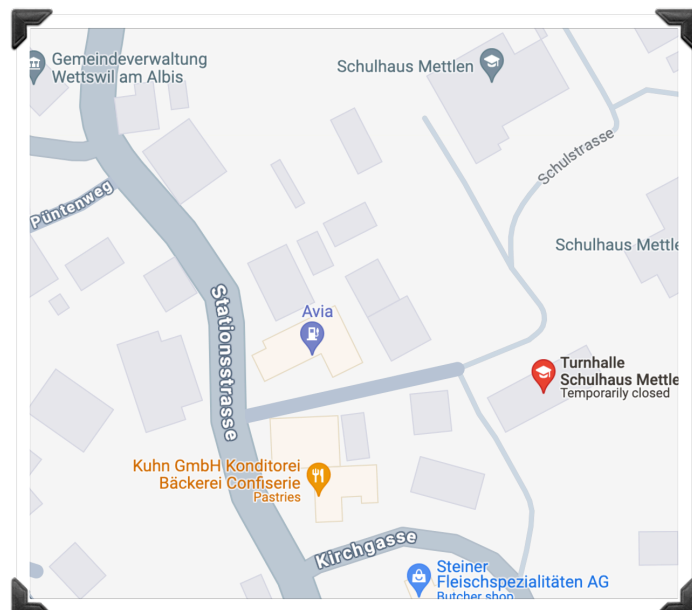 Gemeindeverwaltung
Wettswil am Albis
Schulhaus Mettlen
Schulstrasse
Püntenweg
Schulhaus Mettle
Stationsstrasse
Avia
Turnhalle
Schulhaus Mettle
Temporarily closed
Kuhn GmbH Konditorei
Bäckerei Confiserie
Pastries
Kirchgasse
Steiner
Fleischspezialitäten AG
Butcher shop